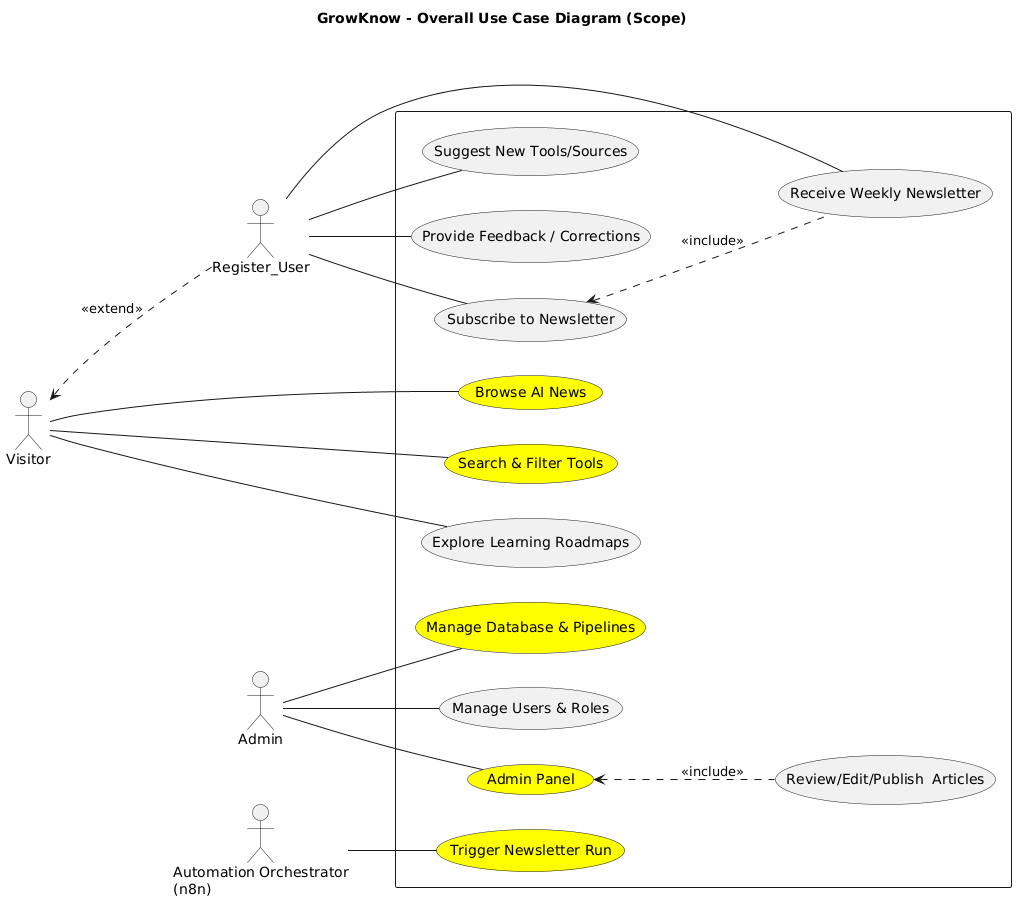 GrowKnow - Overall Use Case Diagram (Scope)
Suggest New Tools/Sources
Receive Weekly Newsletter
Provide Feedback / Corrections
«include»
Register_User
«extend»
Subscribe to Newsletter
Browse AI News
Visitor
Search & Filter Tools
Explore Learning Roadmaps
Manage Database & Pipelines
Manage Users & Roles
Admin
Admin Panel
«include»
Review/Edit/Publish  Articles
Trigger Newsletter Run
Automation Orchestrator
(n8n)